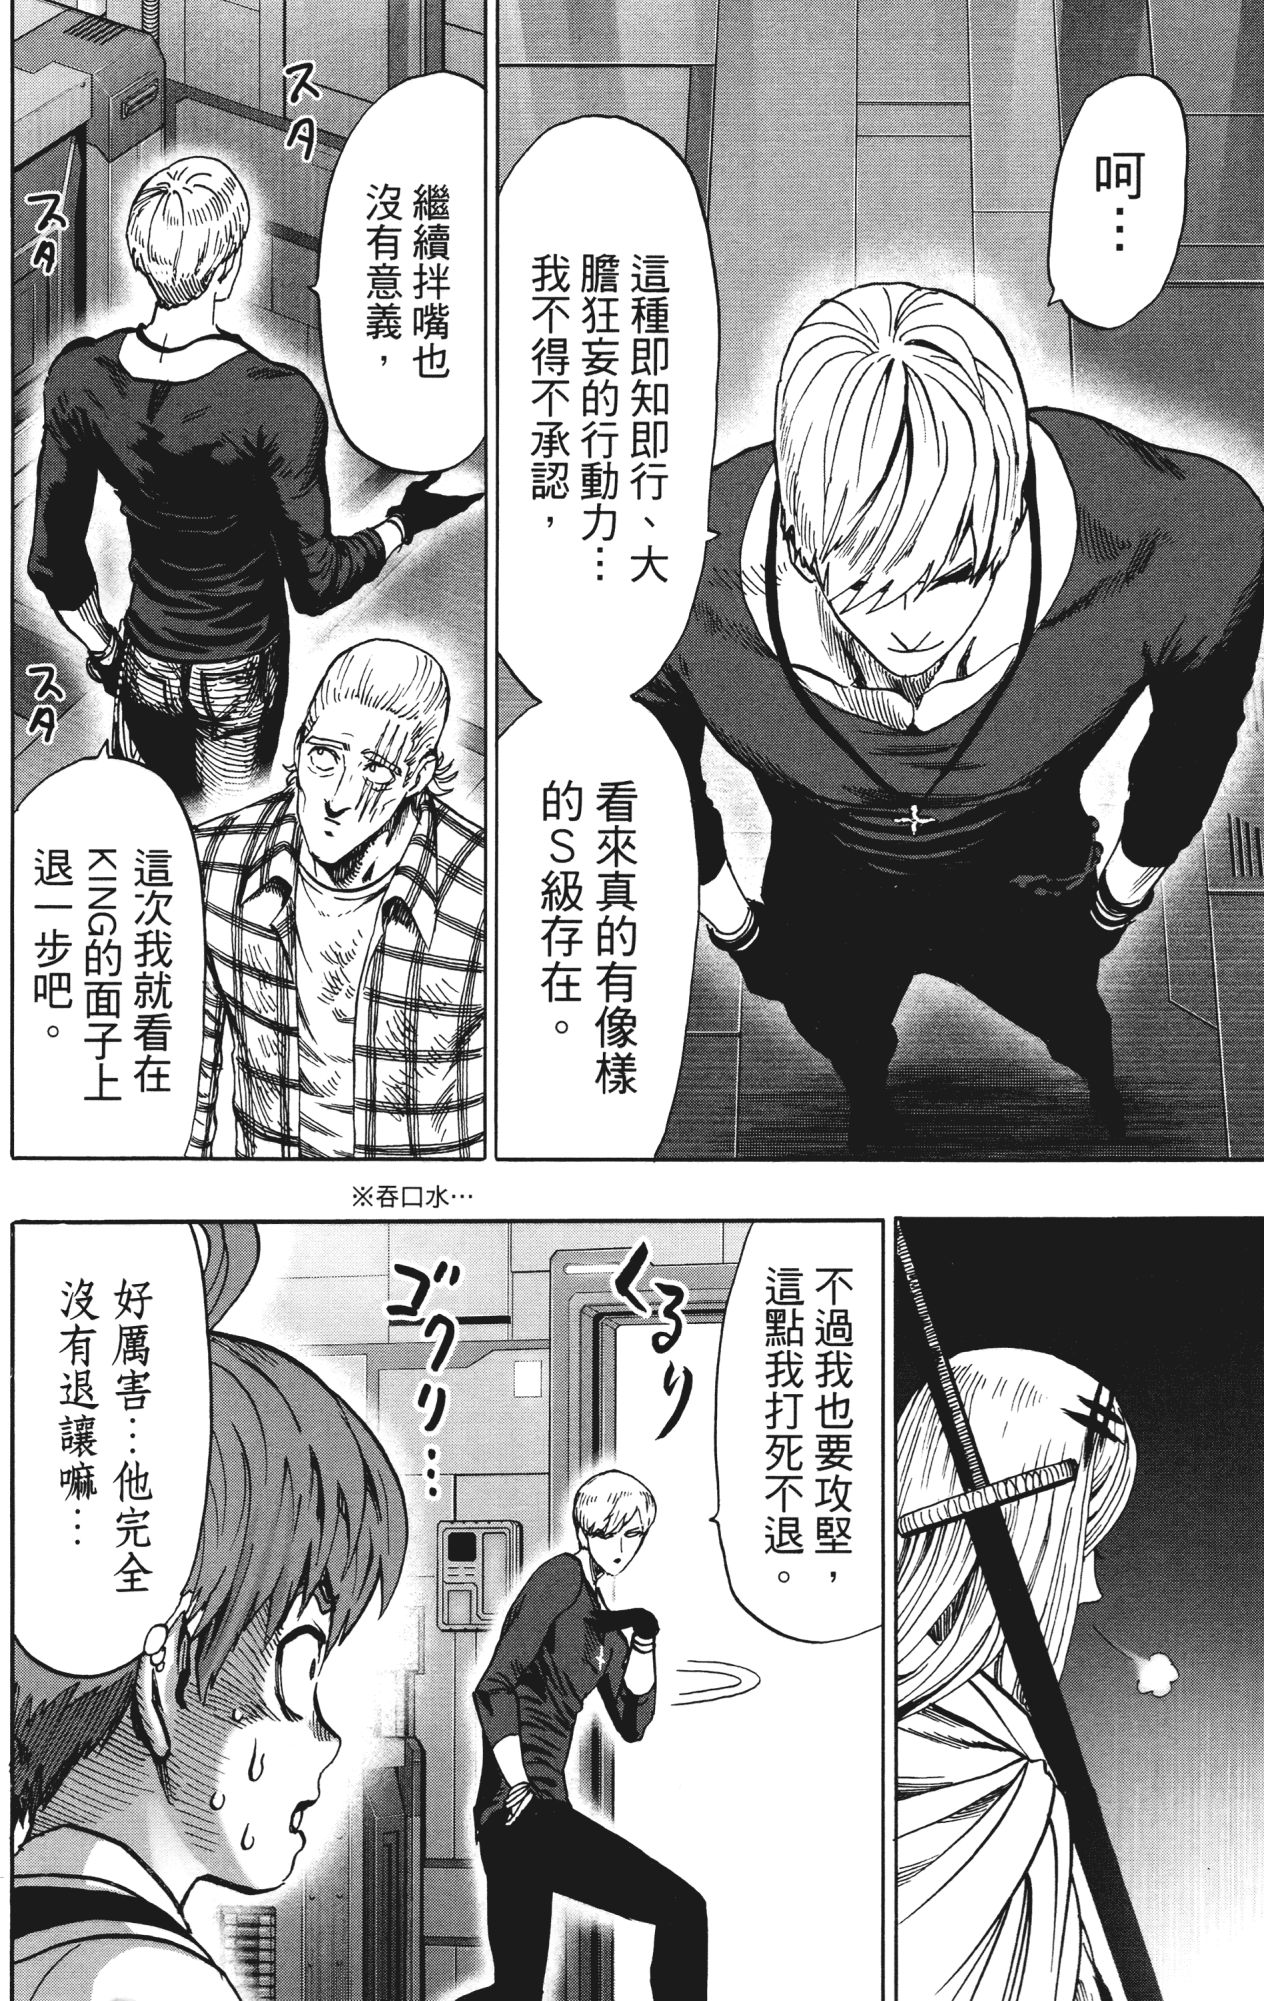 呵…
這種即知即行、大
膽狂妄的行動力…
我不得不承認，
看來真的有像樣
的S級存在。
スタ
繼續拌嘴也
沒有意義，
スタ
スタ
這次我就看在
KING的面子上
退一步吧。
不過我也要攻堅，
這點我打死不退。
くるり
※吞口水…
ゴクリ…
好厲害…他完全
沒有退讓嘛…